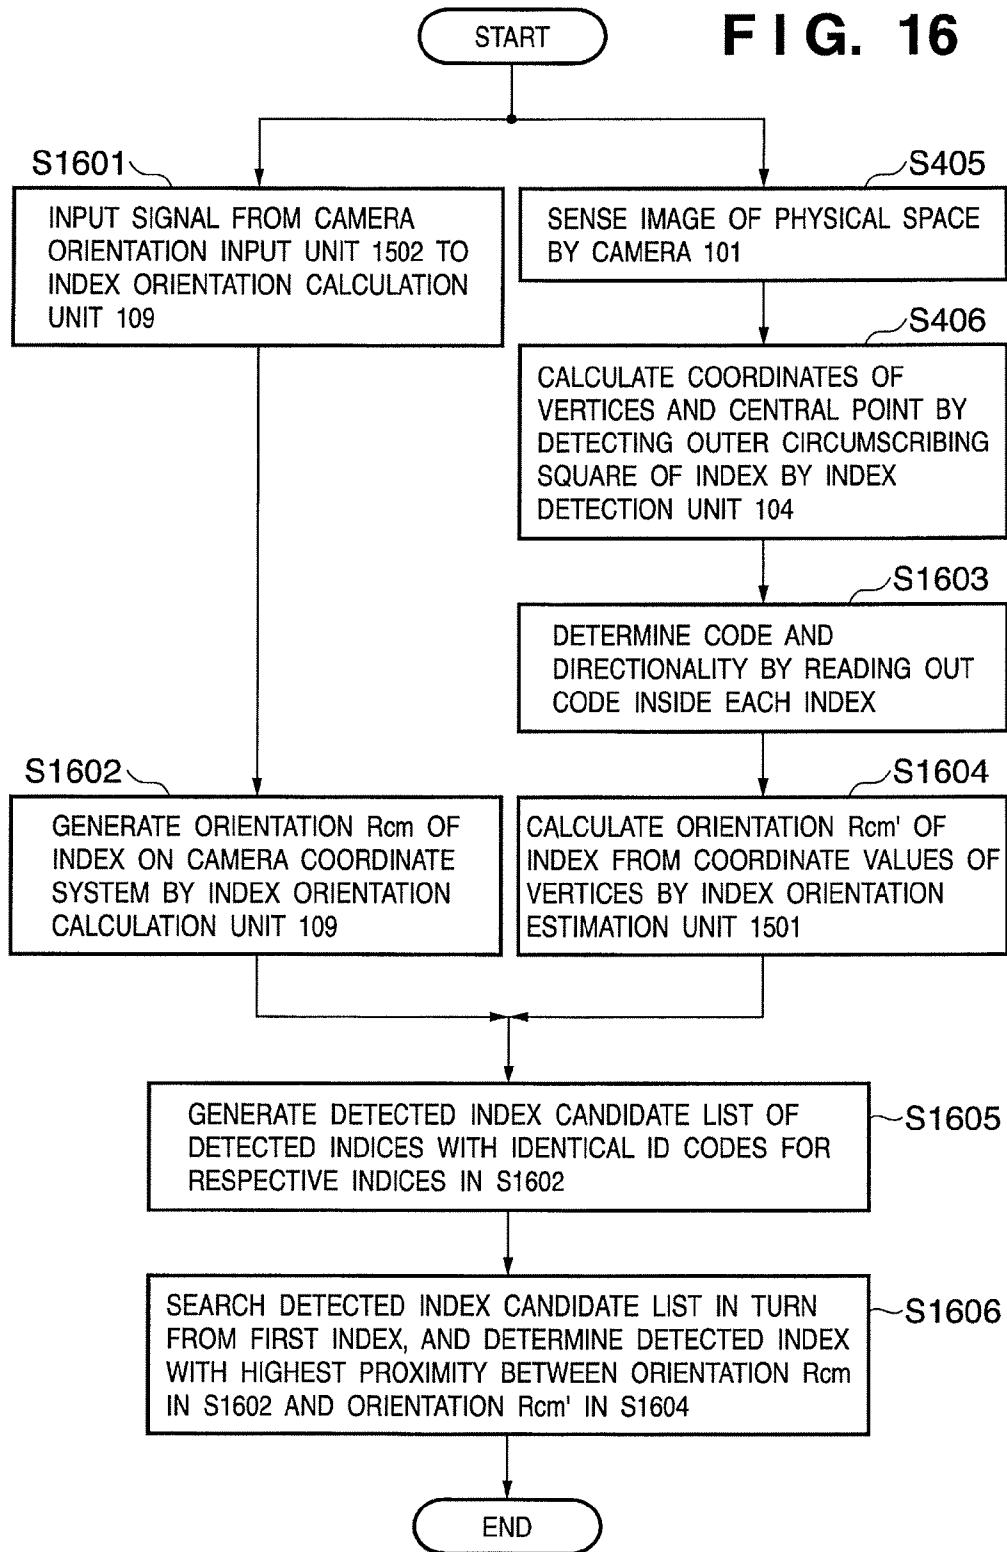 START
F I G. 16
S1601
INPUT SIGNAL FROM CAMERA
ORIENTATION INPUT UNIT 1502 TO
INDEX ORIENTATION CALCULATION
UNIT 109
S405
SENSE IMAGE OF PHYSICAL SPACE
BY CAMERA 101
S406
CALCULATE COORDINATES OF
VERTICES AND CENTRAL POINT BY
DETECTING OUTER CIRCUMSCRIBING
SQUARE OF INDEX BY INDEX
DETECTION UNIT 104
S1603
DETERMINE CODE AND
DIRECTIONALITY BY READING OUT
CODE INSIDE EACH INDEX
S1602
GENERATE ORIENTATION Rcm OF
INDEX ON CAMERA COORDINATE
SYSTEM BY INDEX ORIENTATION
CALCULATION UNIT 109
S1604
CALCULATE ORIENTATION Rcm' OF
INDEX FROM COORDINATE VALUES OF
VERTICES BY INDEX ORIENTATION
ESTIMATION UNIT 1501
GENERATE DETECTED INDEX CANDIDATE LIST OF
DETECTED INDICES WITH IDENTICAL ID CODES FOR
RESPECTIVE INDICES IN S1602
S1605
SEARCH DETECTED INDEX CANDIDATE LIST IN TURN
FROM FIRST INDEX, AND DETERMINE DETECTED INDEX
WITH HIGHEST PROXIMITY BETWEEN ORIENTATION Rcm
IN S1602 AND ORIENTATION Rcm' IN S1604
S1606
END